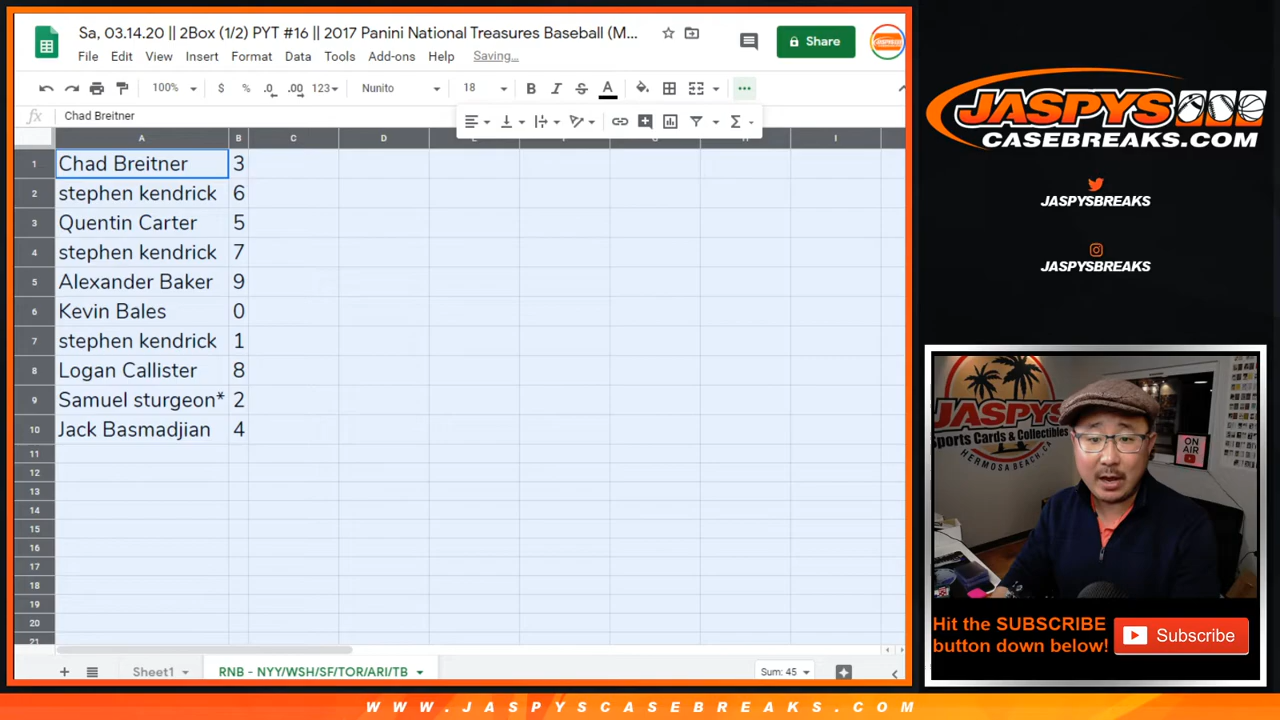 Sa, 03.14.20 || 2Box (1/2) PYT #16 || 2017 Panini National Treasures Baseball (M...
File Edit View Insert Format Data Tools Add-ons Help Saving...
Share
100% $ % .0 .00 123 Nunito 18 B I S A
fx Chad Breitner
A B C D
1 Chad Breitner 3
2 stephen kendrick 6
3 Quentin Carter 5
4 stephen kendrick 7
5 Alexander Baker 9
6 Kevin Bales 0
7 stephen kendrick 1
8 Logan Callister 8
9 Samuel sturgeon* 2
10 Jack Basmadjian 4
11
12
13
14
15
16
17
18
19
20
21
Sheet1 RNB - NYY/WSH/SF/TOR/ARI/TB Sum: 45
JASPYS
CASEBREAKS.COM
JASPYSBREAKS
JASPYSBREAKS
JASPYS
Sports Cards & Collectibles
HERMOSA BEACH, CA
ON
AIR
Hit the SUBSCRIBE
button down below!
Subscribe
WWW.JASPYSCASEBREAKS.COM